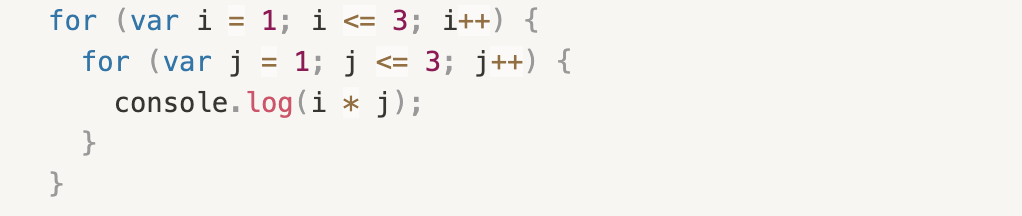 for (var i = 1; i <= 3; i++) {
  for (var j = 1; j <= 3; j++) {
    console.log(i * j);
  }
}